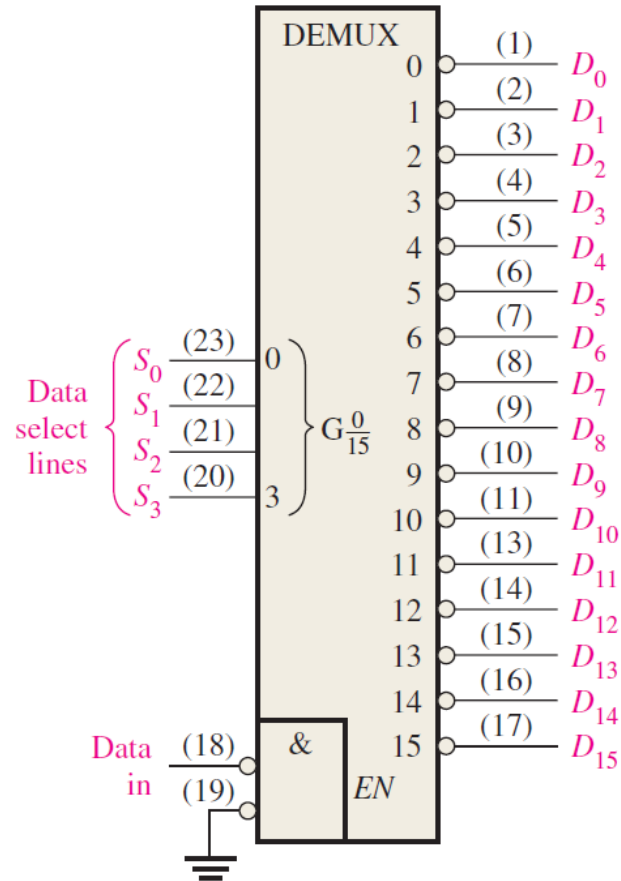 DEMUX
0 (1) D0
1 (2) D1
2 (3) D2
3 (4) D3
4 (5) D4
5 (6) D5
6 (7) D6
7 (8) D7
8 (9) D8
9 (10) D9
10 (11) D10
11 (13) D11
12 (14) D12
13 (15) D13
14 (16) D14
15 (17) D15
Data
select
lines
S0 (23) 0
S1 (22)
S2 (21)
S3 (20) 3
G 0
15
Data
in
(18)
(19)
&
EN